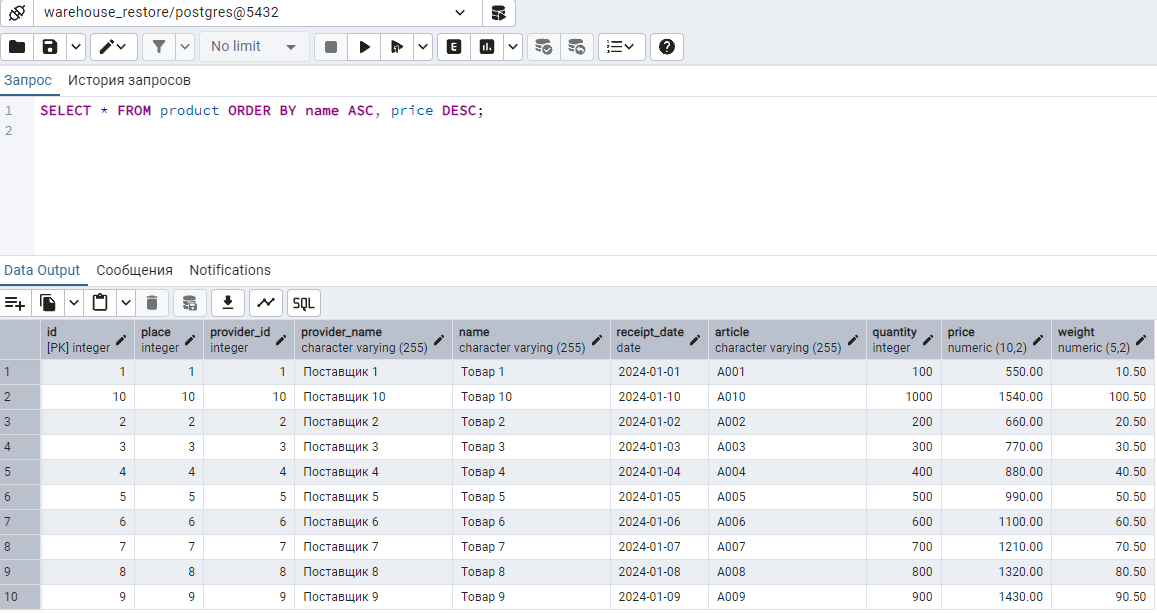 warehouse_restore/postgres@5432
No limit
E
Запрос История запросов
1 SELECT * FROM product ORDER BY name ASC, price DESC;
2
Data Output Сообщения Notifications
SQL
id place provider_id provider_name name receipt_date article quantity price weight
[PK] integer integer integer character varying (255) character varying (255) date character varying (255) integer numeric (10,2) numeric (5,2)
1 1 1 1 Поставщик 1 Товар 1 2024-01-01 A001 100 550.00 10.50
2 10 10 10 Поставщик 10 Товар 10 2024-01-10 A010 1000 1540.00 100.50
3 2 2 2 Поставщик 2 Товар 2 2024-01-02 A002 200 660.00 20.50
4 3 3 3 Поставщик 3 Товар 3 2024-01-03 A003 300 770.00 30.50
5 4 4 4 Поставщик 4 Товар 4 2024-01-04 A004 400 880.00 40.50
6 5 5 5 Поставщик 5 Товар 5 2024-01-05 A005 500 990.00 50.50
7 6 6 6 Поставщик 6 Товар 6 2024-01-06 A006 600 1100.00 60.50
8 7 7 7 Поставщик 7 Товар 7 2024-01-07 A007 700 1210.00 70.50
9 8 8 8 Поставщик 8 Товар 8 2024-01-08 A008 800 1320.00 80.50
10 9 9 9 Поставщик 9 Товар 9 2024-01-09 A009 900 1430.00 90.50